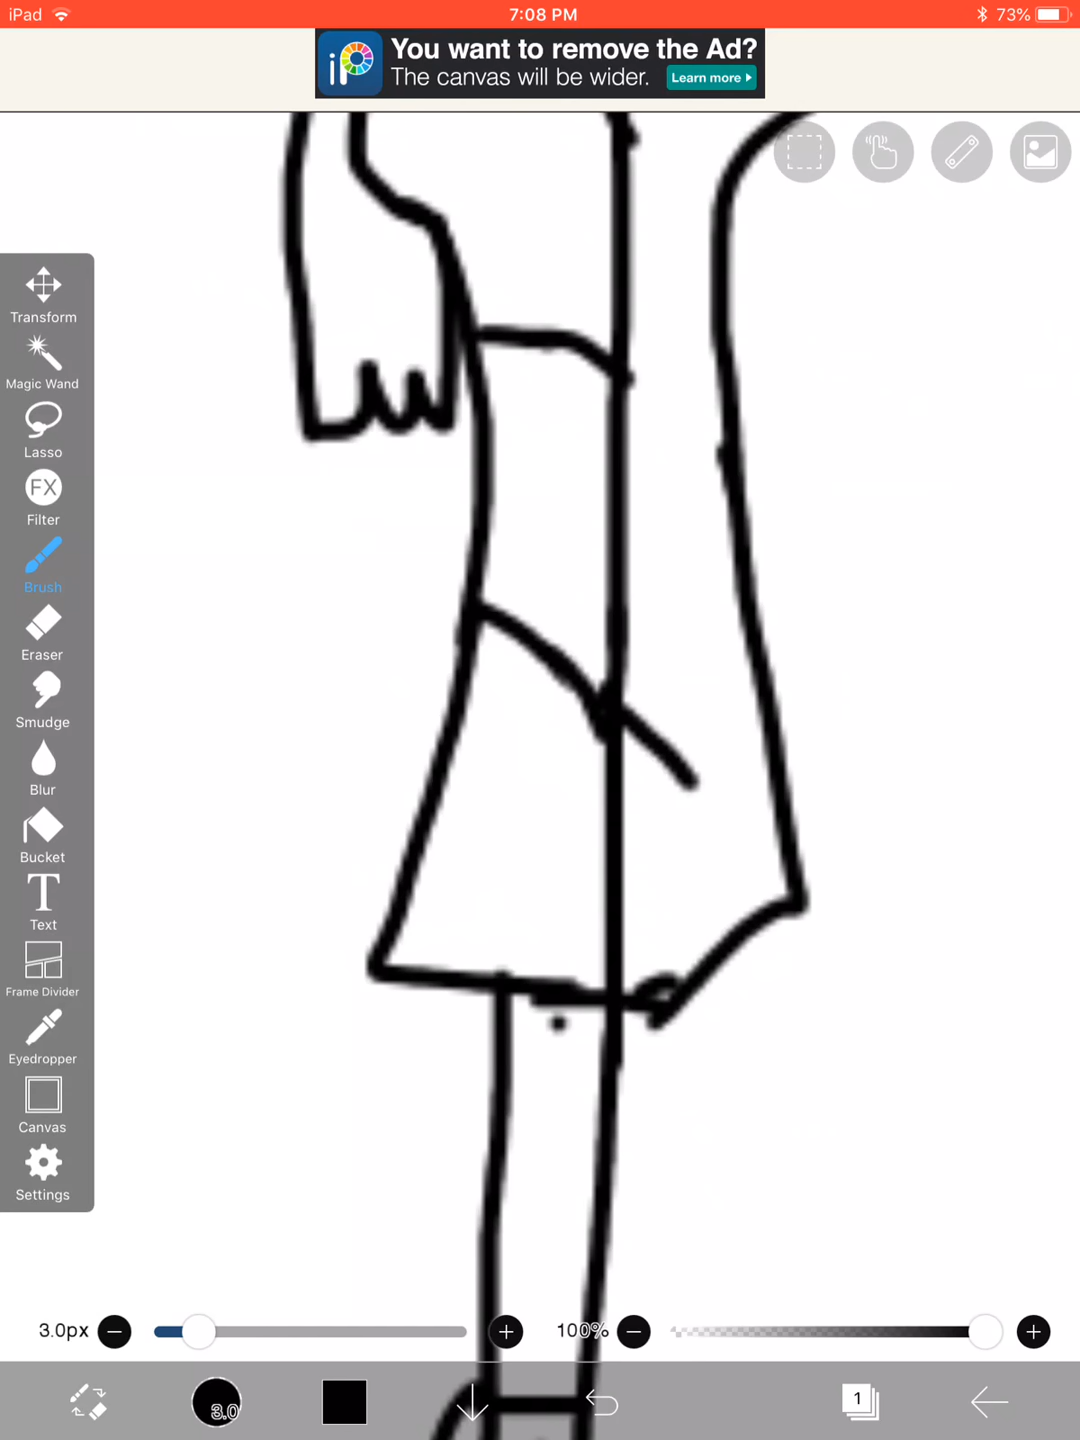 iPad
7:08 PM
73%
iP
You want to remove the Ad?
The canvas will be wider.
Learn more
Transform
Magic Wand
Lasso
FX
Filter
Brush
Eraser
Smudge
Blur
Bucket
T
Text
Frame Divider
Eyedropper
Canvas
Settings
3.0px
100%
3.0
1